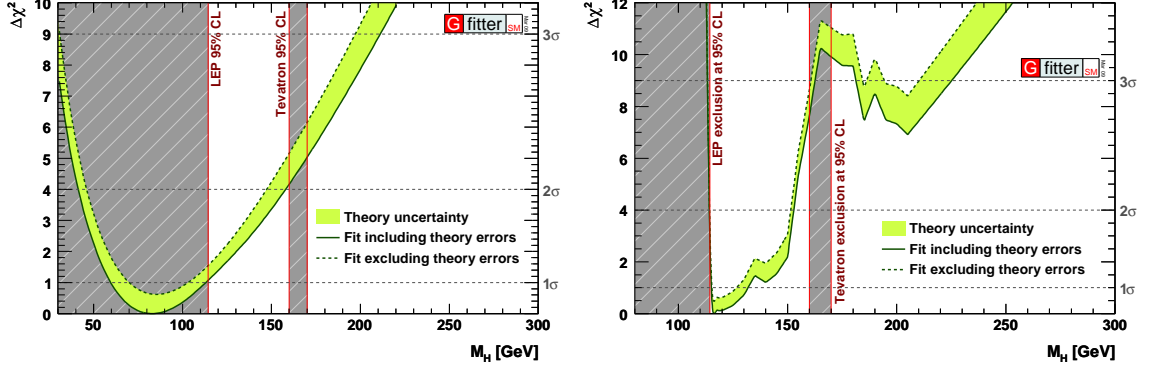 Δχ²
10
9
8
7
6
5
4
3
2
1
0
50
100
150
200
250
300
M_H [GeV]
LEP 95% CL
Tevatron 95% CL
G fitter SM
Mar 09
3σ
2σ
1σ
Theory uncertainty
Fit including theory errors
Fit excluding theory errors
Δχ²
12
10
8
6
4
2
0
100
150
200
250
300
M_H [GeV]
LEP exclusion at 95% CL
Tevatron exclusion at 95% CL
G fitter SM
Mar 09
3σ
2σ
1σ
Theory uncertainty
Fit including theory errors
Fit excluding theory errors